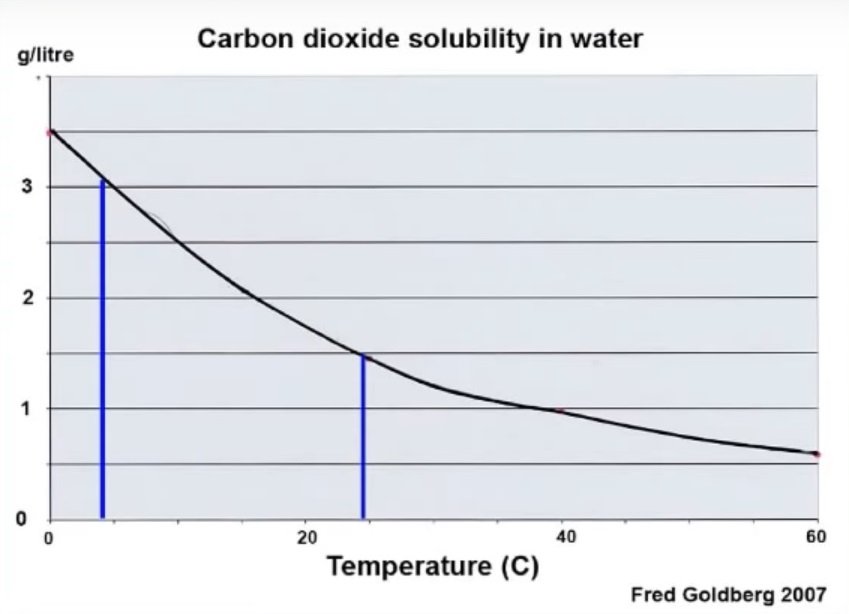 Carbon dioxide solubility in water
g/litre
3
2
1
0
0 20 40 60
Temperature (C)
Fred Goldberg 2007